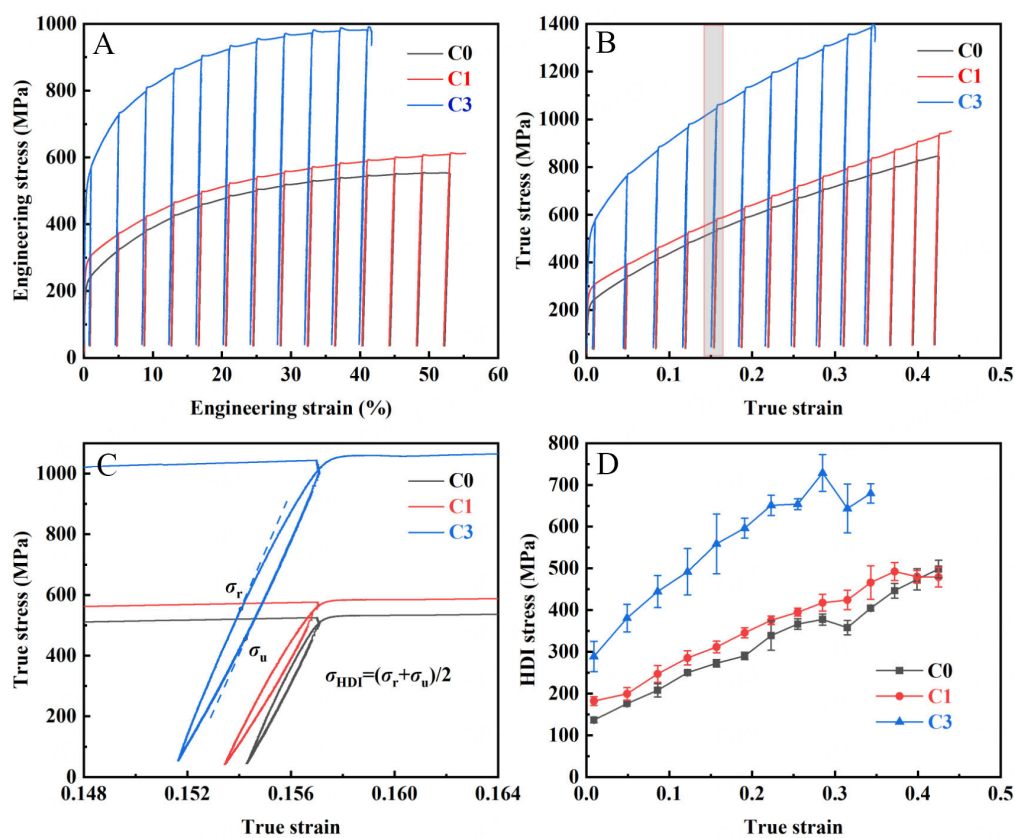 A
C0
C1
C3
Engineering stress (MPa)
1000
800
600
400
200
0
0 10 20 30 40 50 60
Engineering strain (%)
B
C0
C1
C3
True stress (MPa)
1400
1200
1000
800
600
400
200
0
0.0 0.1 0.2 0.3 0.4 0.5
True strain
C
C0
C1
C3
σr
σu
σHDI=(σr+σu)/2
True stress (MPa)
1000
800
600
400
200
0
0.148 0.152 0.156 0.160 0.164
True strain
D
C0
C1
C3
HDI stress (MPa)
800
700
600
500
400
300
200
100
0
0.0 0.1 0.2 0.3 0.4 0.5
True strain